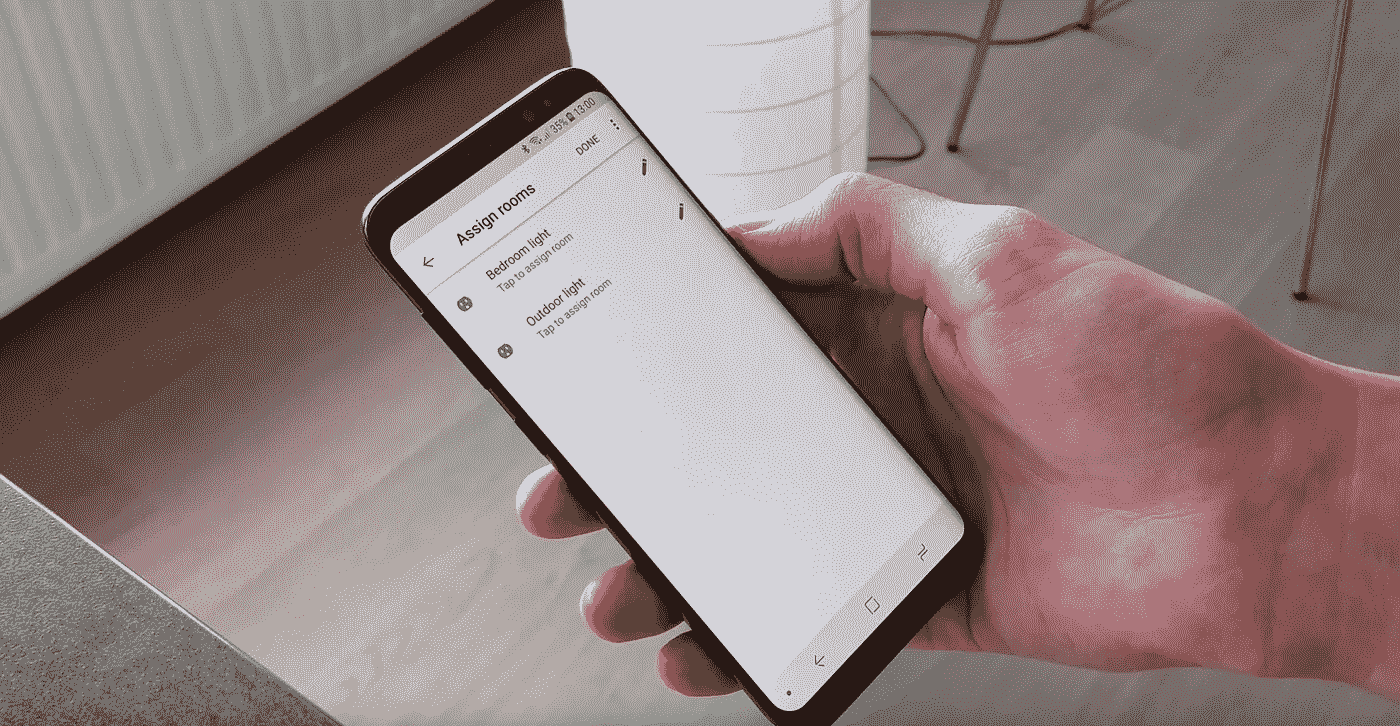 35% 13:00
Assign rooms DONE
Bedroom light
Tap to assign room
Outdoor light
Tap to assign room